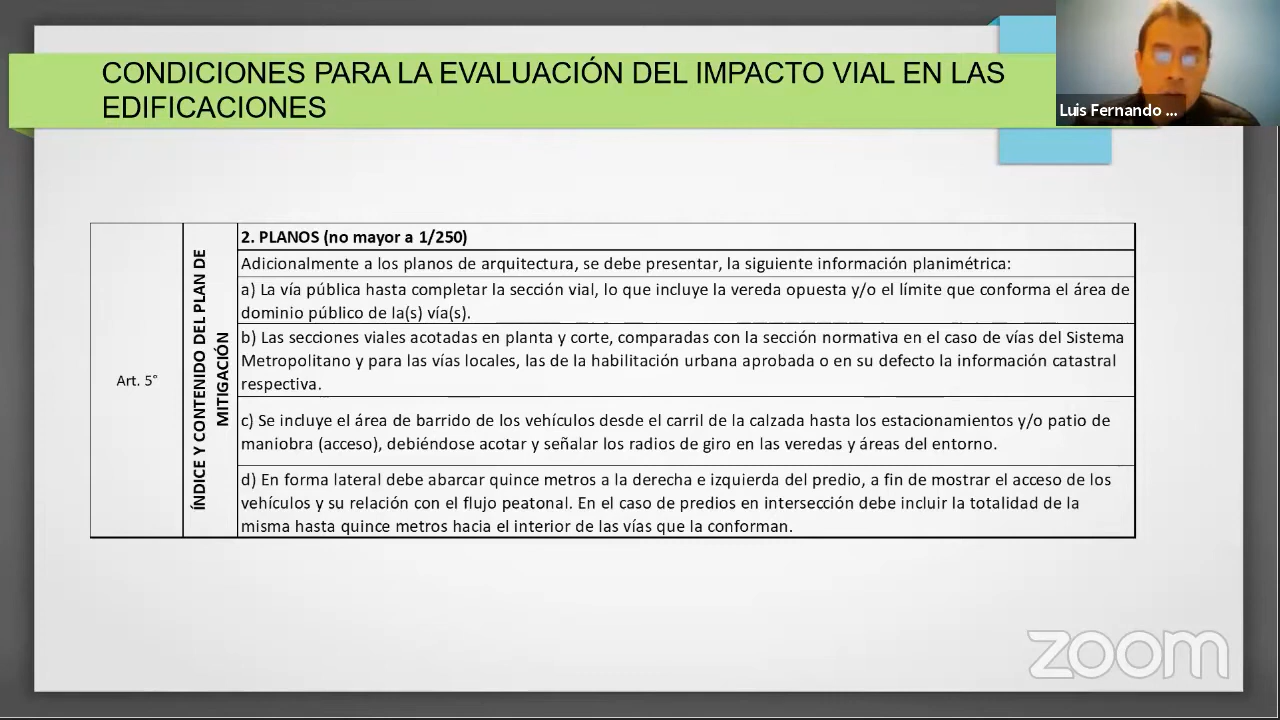 CONDICIONES PARA LA EVALUACIÓN DEL IMPACTO VIAL EN LAS
EDIFICACIONES
Luis Fernando ...
Art. 5°
ÍNDICE Y CONTENIDO DEL PLAN DE
MITIGACIÓN
2. PLANOS (no mayor a 1/250)
Adicionalmente a los planos de arquitectura, se debe presentar, la siguiente información planimétrica:
a) La vía pública hasta completar la sección vial, lo que incluye la vereda opuesta y/o el límite que conforma el área de
dominio público de la(s) vía(s).
b) Las secciones viales acotadas en planta y corte, comparadas con la sección normativa en el caso de vías del Sistema
Metropolitano y para las vías locales, las de la habilitación urbana aprobada o en su defecto la información catastral
respectiva.
c) Se incluye el área de barrido de los vehículos desde el carril de la calzada hasta los estacionamientos y/o patio de
maniobra (acceso), debiéndose acotar y señalar los radios de giro en las veredas y áreas del entorno.
d) En forma lateral debe abarcar quince metros a la derecha e izquierda del predio, a fin de mostrar el acceso de los
vehículos y su relación con el flujo peatonal. En el caso de predios en intersección debe incluir la totalidad de la
misma hasta quince metros hacia el interior de las vías que la conforman.
zoom